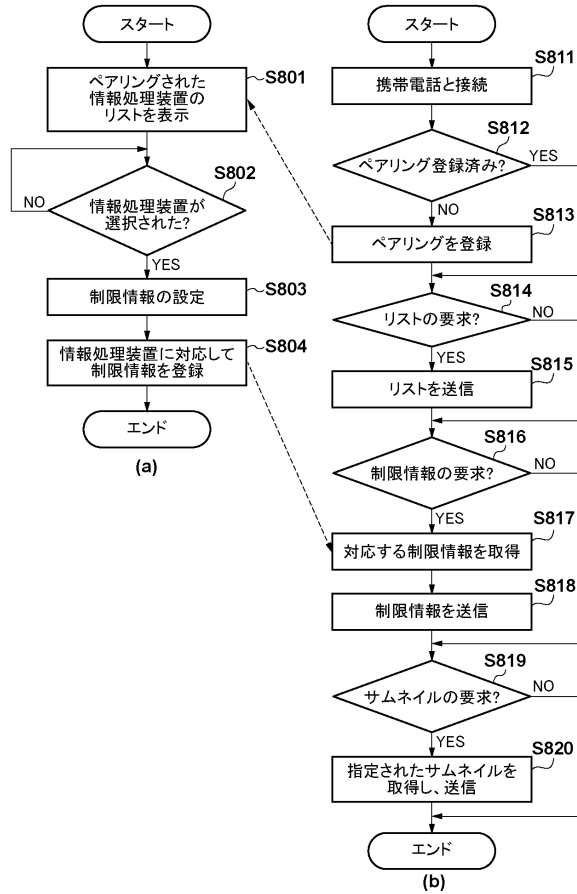 スタート
ペアリングされた
情報処理装置の
リストを表示
S801
NO
情報処理装置が
選択された?
S802
YES
制限情報の設定
S803
情報処理装置に対応して
制限情報を登録
S804
エンド
(a)
スタート
携帯電話と接続
S811
ペアリング登録済み?
S812
YES
NO
ペアリングを登録
S813
リストの要求?
S814
NO
YES
リストを送信
S815
制限情報の要求?
S816
NO
YES
対応する制限情報を取得
S817
制限情報を送信
S818
サムネイルの要求?
S819
NO
YES
指定されたサムネイルを
取得し、送信
S820
エンド
(b)